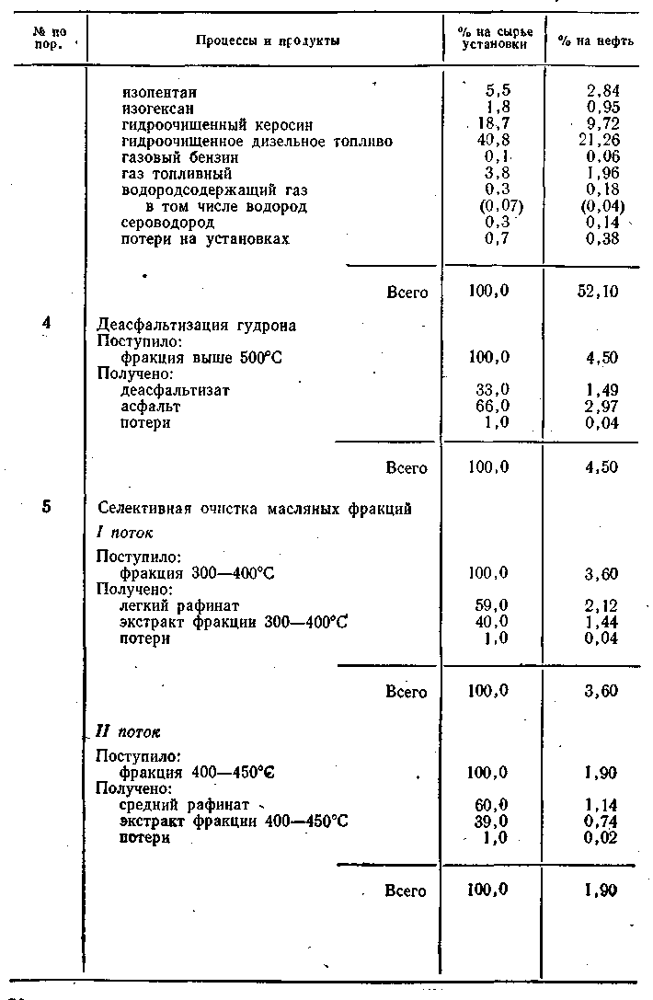 № по пор. Процессы и продукты % на сырье установки % на нефть
изопентан 5,5 2,84
изогексан 1,8 0,95
гидроочищенный керосин 18,7 9,72
гидроочищенное дизельное топливо 40,8 21,26
газовый бензин 0,1 0,06
газ топливный 3,8 1,96
водородсодержащий газ 0,3 0,18
в том числе водород (0,07) (0,04)
сероводород 0,3 0,14
потери на установках 0,7 0,38
Всего 100,0 52,10
4 Деасфальтизация гудрона
Поступило:
фракция выше 500°С 100,0 4,50
Получено:
деасфальтизат 33,0 1,49
асфальт 66,0 2,97
потери 1,0 0,04
Всего 100,0 4,50
5 Селективная очистка масляных фракций
I поток
Поступило:
фракция 300—400°С 100,0 3,60
Получено:
легкий рафинат 59,0 2,12
экстракт фракции 300—400°С 40,0 1,44
потери 1,0 0,04
Всего 100,0 3,60
II поток
Поступило:
фракция 400—450°С 100,0 1,90
Получено:
средний рафинат 60,0 1,14
экстракт фракции 400—450°С 39,0 0,74
потери 1,0 0,02
Всего 100,0 1,90